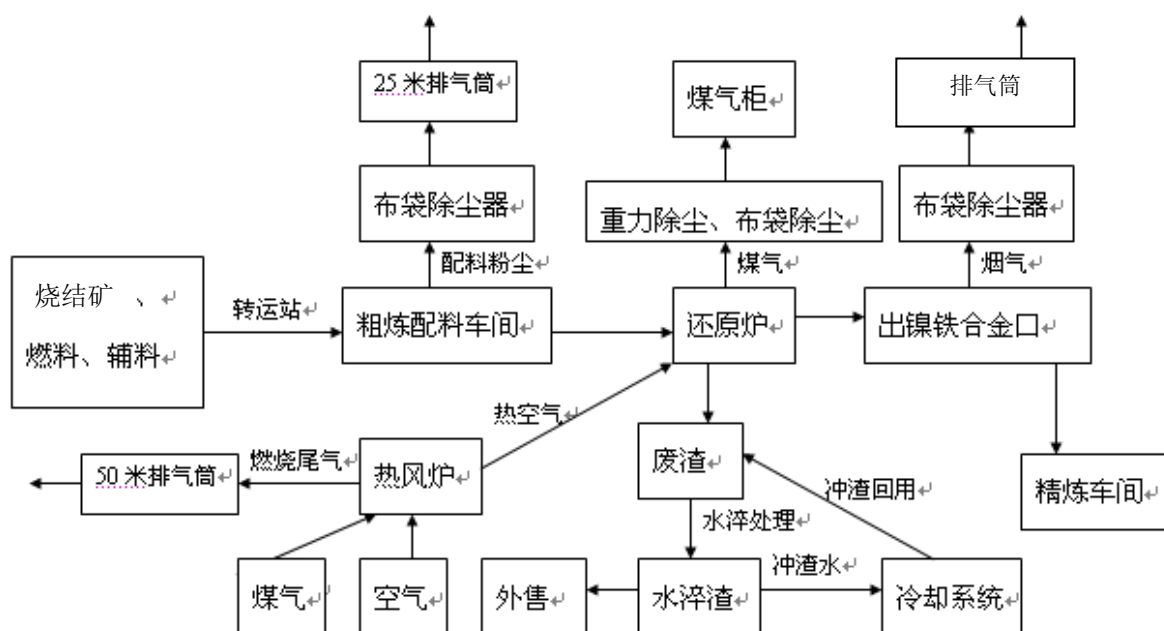 25 米排气筒
煤气柜
排气筒
布袋除尘器
重力除尘、布袋除尘
布袋除尘器
配料粉尘
煤气
烟气
烧结矿 、
燃料、辅料
转运站
粗炼配料车间
还原炉
出镍铁合金口
热空气
50 米排气筒
燃烧尾气
热风炉
废渣
冲渣回用
精炼车间
水淬处理
煤气
空气
外售
水淬渣
冲渣水
冷却系统